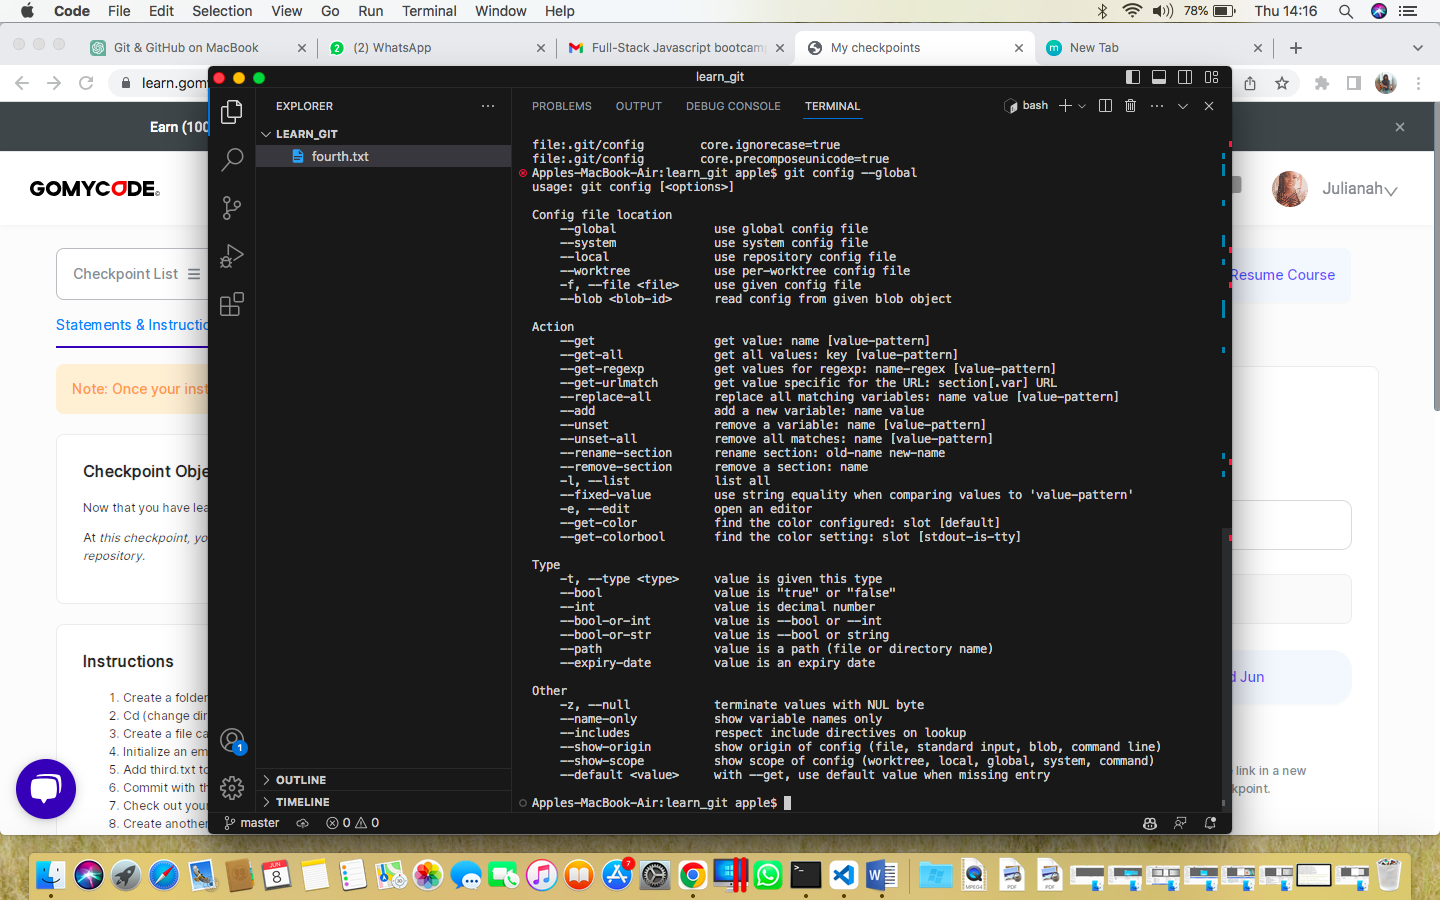 Code File Edit Selection View Go Run Terminal Window Help 78% Thu 14:16
Git & GitHub on MacBook (2) WhatsApp Full-Stack Javascript bootcamp My checkpoints New Tab
learn.gom
learn_git
Earn (100
GOMYCODE
Julianah
Checkpoint List
Resume Course
Statements & Instructio
Note: Once your inst
Checkpoint Obje
Now that you have lea
At this checkpoint, yo
repository.
Instructions
1. Create a folder
2. Cd (change dir
3. Create a file ca
4. Initialize an em
5. Add third.txt to
6. Commit with th
7. Check out your
8. Create another
d Jun
link in a new
kpoint.
EXPLORER
LEARN_GIT
fourth.txt
OUTLINE
TIMELINE
1
master 0 0
PROBLEMS OUTPUT DEBUG CONSOLE TERMINAL bash
file:.git/config core.ignorecase=true
file:.git/config core.precomposeunicode=true
Apples-MacBook-Air:learn_git apple$ git config --global
usage: git config [<options>]
Config file location
--global use global config file
--system use system config file
--local use repository config file
--worktree use per-worktree config file
-f, --file <file> use given config file
--blob <blob-id> read config from given blob object
Action
--get get value: name [value-pattern]
--get-all get all values: key [value-pattern]
--get-regexp get values for regexp: name-regex [value-pattern]
--get-urlmatch get value specific for the URL: section[.var] URL
--replace-all replace all matching variables: name value [value-pattern]
--add add a new variable: name value
--unset remove a variable: name [value-pattern]
--unset-all remove all matches: name [value-pattern]
--rename-section rename section: old-name new-name
--remove-section remove a section: name
-l, --list list all
--fixed-value use string equality when comparing values to 'value-pattern'
-e, --edit open an editor
--get-color find the color configured: slot [default]
--get-colorbool find the color setting: slot [stdout-is-tty]
Type
-t, --type <type> value is given this type
--bool value is "true" or "false"
--int value is decimal number
--bool-or-int value is --bool or --int
--bool-or-str value is --bool or string
--path value is a path (file or directory name)
--expiry-date value is an expiry date
Other
-z, --null terminate values with NUL byte
--name-only show variable names only
--includes respect include directives on lookup
--show-origin show origin of config (file, standard input, blob, command line)
--show-scope show scope of config (worktree, local, global, system, command)
--default <value> with --get, use default value when missing entry
Apples-MacBook-Air:learn_git apple$
JUN
8
7